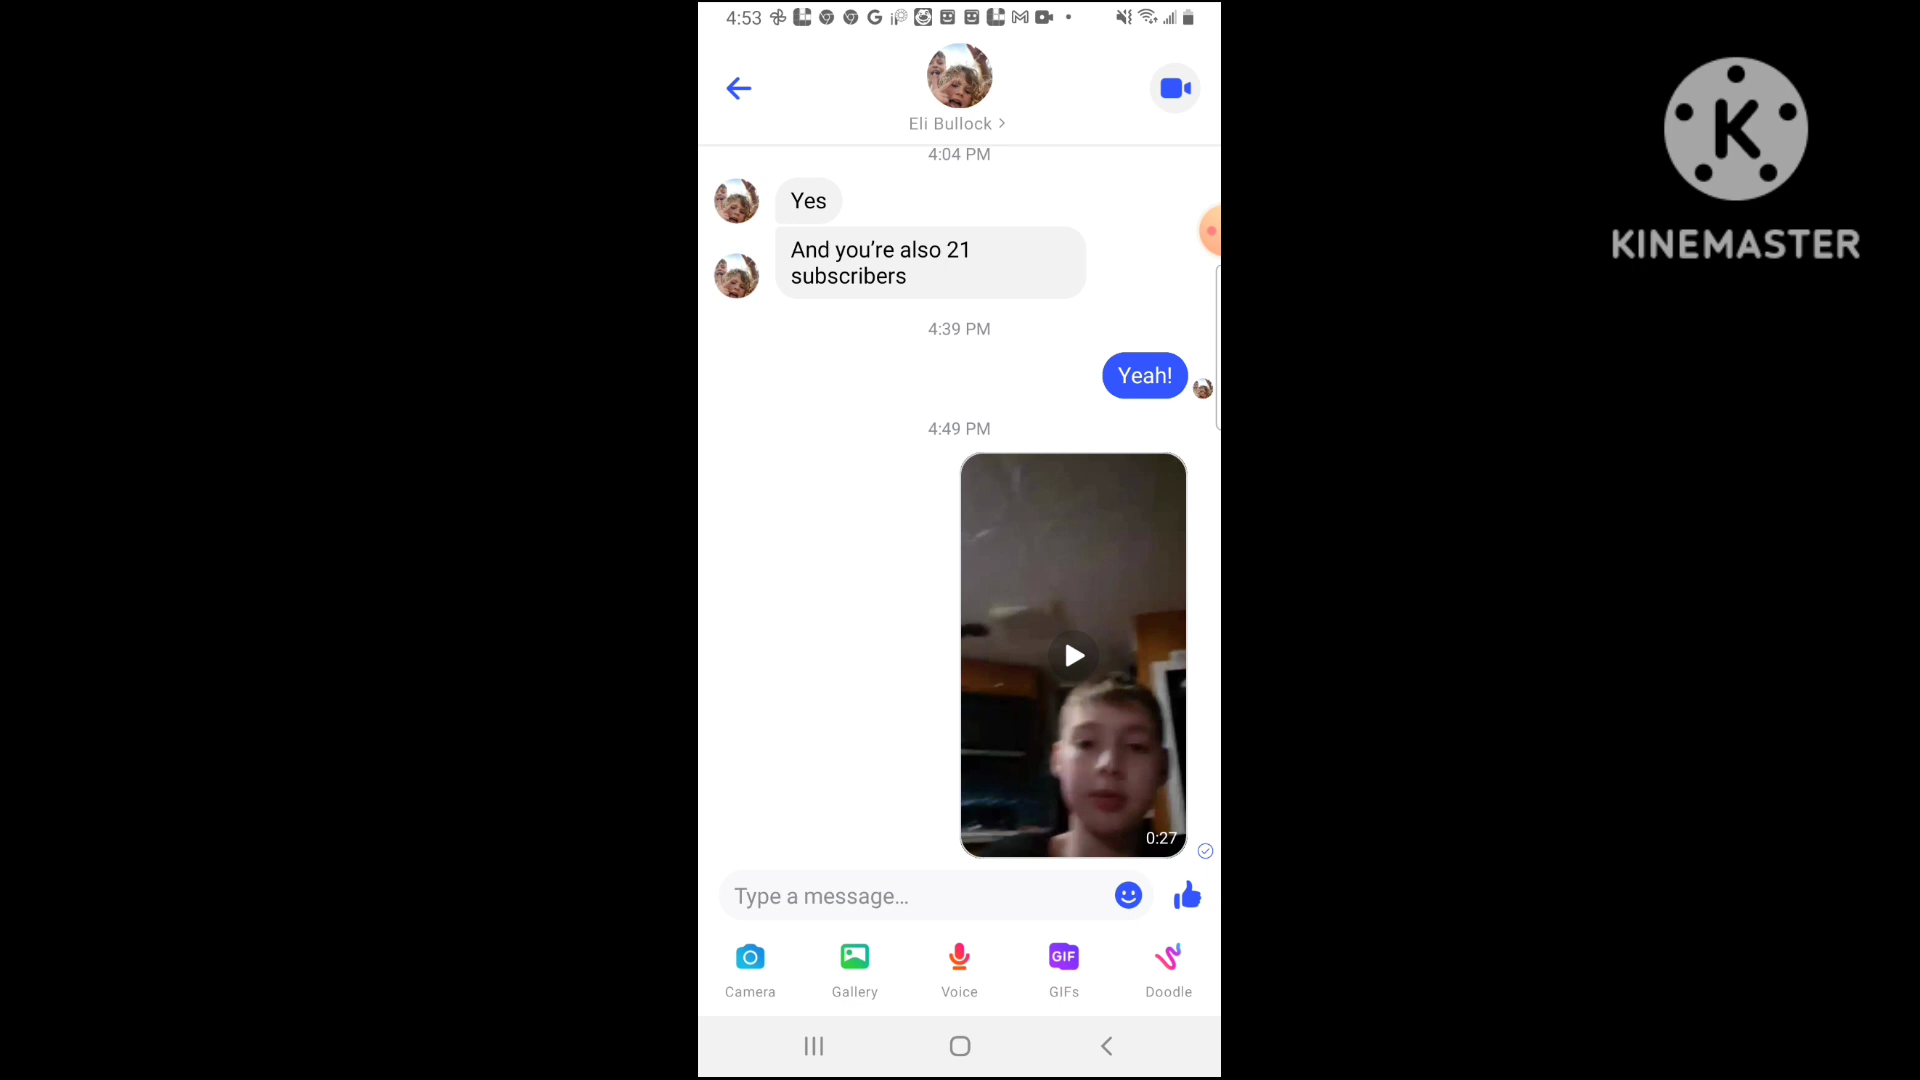 4:53
Eli Bullock >
4:04 PM
Yes
And you’re also 21
subscribers
4:39 PM
Yeah!
4:49 PM
0:27
Type a message...
GIF
Camera
Gallery
Voice
GIFs
Doodle
K
KINEMASTER